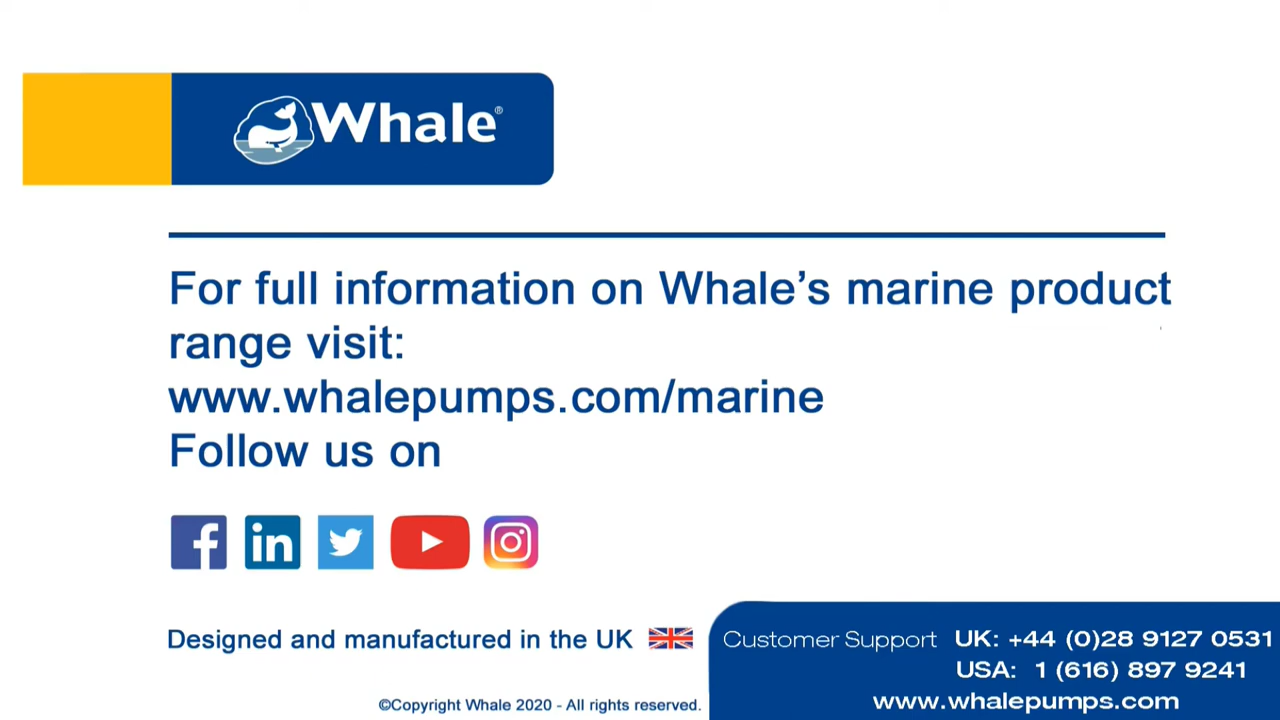 Whale®
For full information on Whale’s marine product
range visit:
www.whalepumps.com/marine
Follow us on
in
Designed and manufactured in the UK
Customer Support UK: +44 (0)28 9127 0531
USA: 1 (616) 897 9241
www.whalepumps.com
©Copyright Whale 2020 - All rights reserved.